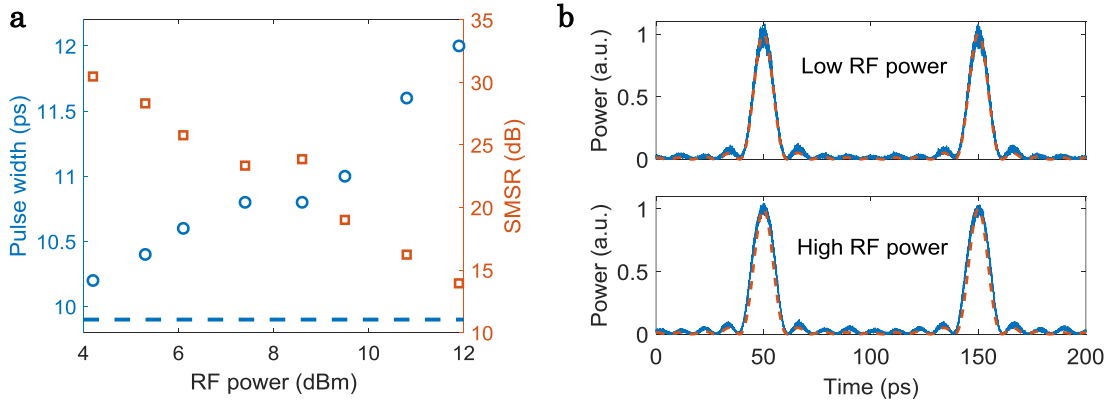 a
12
11.5
11
10.5
10
Pulse width (ps)
35
30
25
20
15
10
SMSR (dB)
4
6
8
10
12
RF power (dBm)
b
1
0.5
0
Power (a.u.)
Low RF power
1
0.5
0
Power (a.u.)
High RF power
0
50
100
150
200
Time (ps)